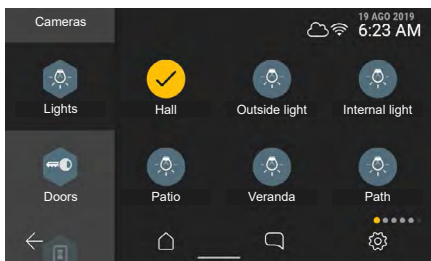 Cameras
19 AGO 2019
6:23 AM
Lights
Hall
Outside light
Internal light
Doors
Patio
Veranda
Path